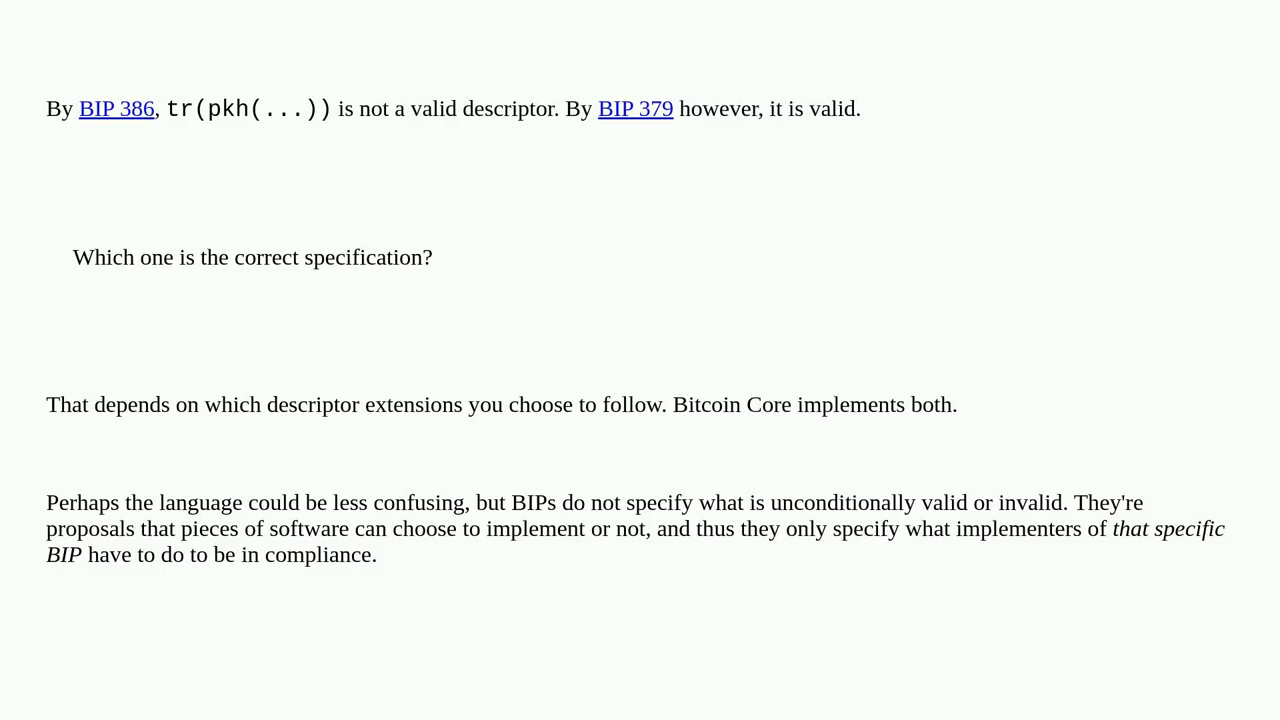 By BIP 386, tr(pkh(...)) is not a valid descriptor. By BIP 379 however, it is valid.
Which one is the correct specification?
That depends on which descriptor extensions you choose to follow. Bitcoin Core implements both.
Perhaps the language could be less confusing, but BIPs do not specify what is unconditionally valid or invalid. They're
proposals that pieces of software can choose to implement or not, and thus they only specify what implementers of that specific
BIP have to do to be in compliance.